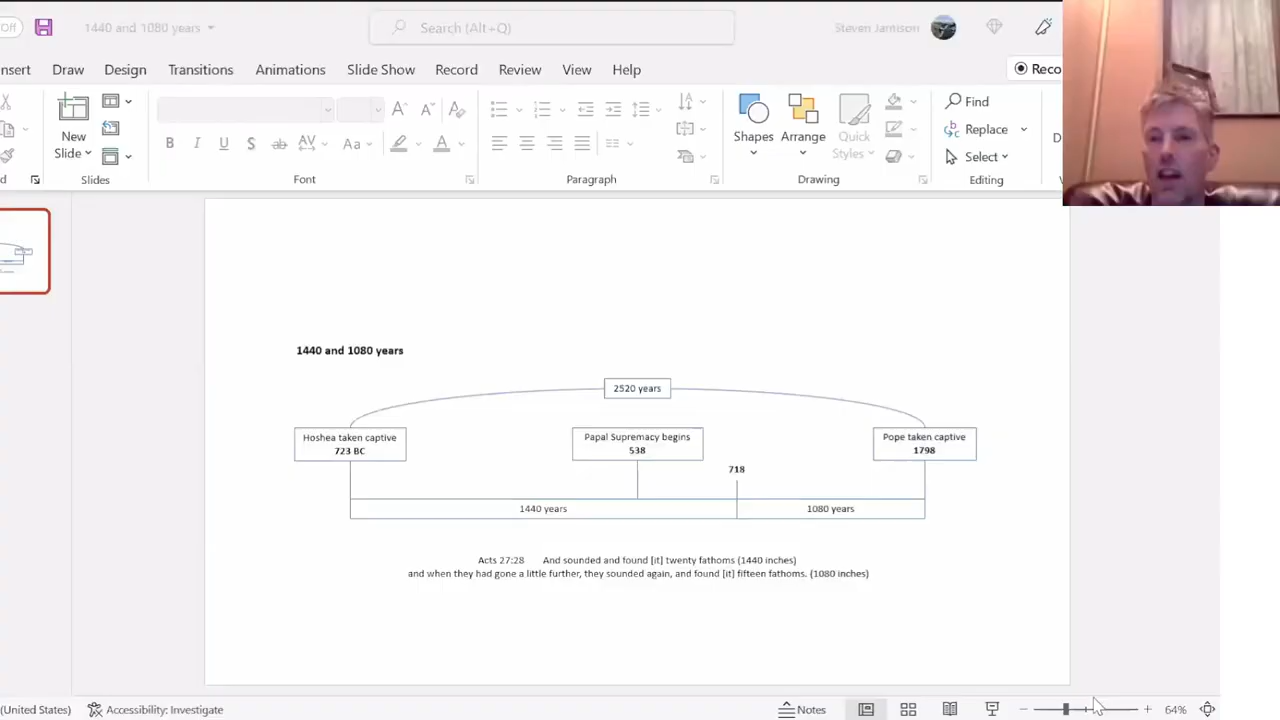 Off
1440 and 1080 years
Search (Alt+Q)
Steven Jamison
nsert Draw Design Transitions Animations Slide Show Record Review View Help
Reco
New
Slide
Slides
B I U S ab AV Aa A
Font
Paragraph
Shapes Arrange Quick
Styles
Drawing
Find
Replace
Select
Editing
1440 and 1080 years
2520 years
Hoshea taken captive
723 BC
Papal Supremacy begins
538
Pope taken captive
1798
718
1440 years
1080 years
Acts 27:28 And sounded and found [it] twenty fathoms (1440 inches)
and when they had gone a little further, they sounded again, and found [it] fifteen fathoms. (1080 inches)
(United States) Accessibility: Investigate
Notes
64%